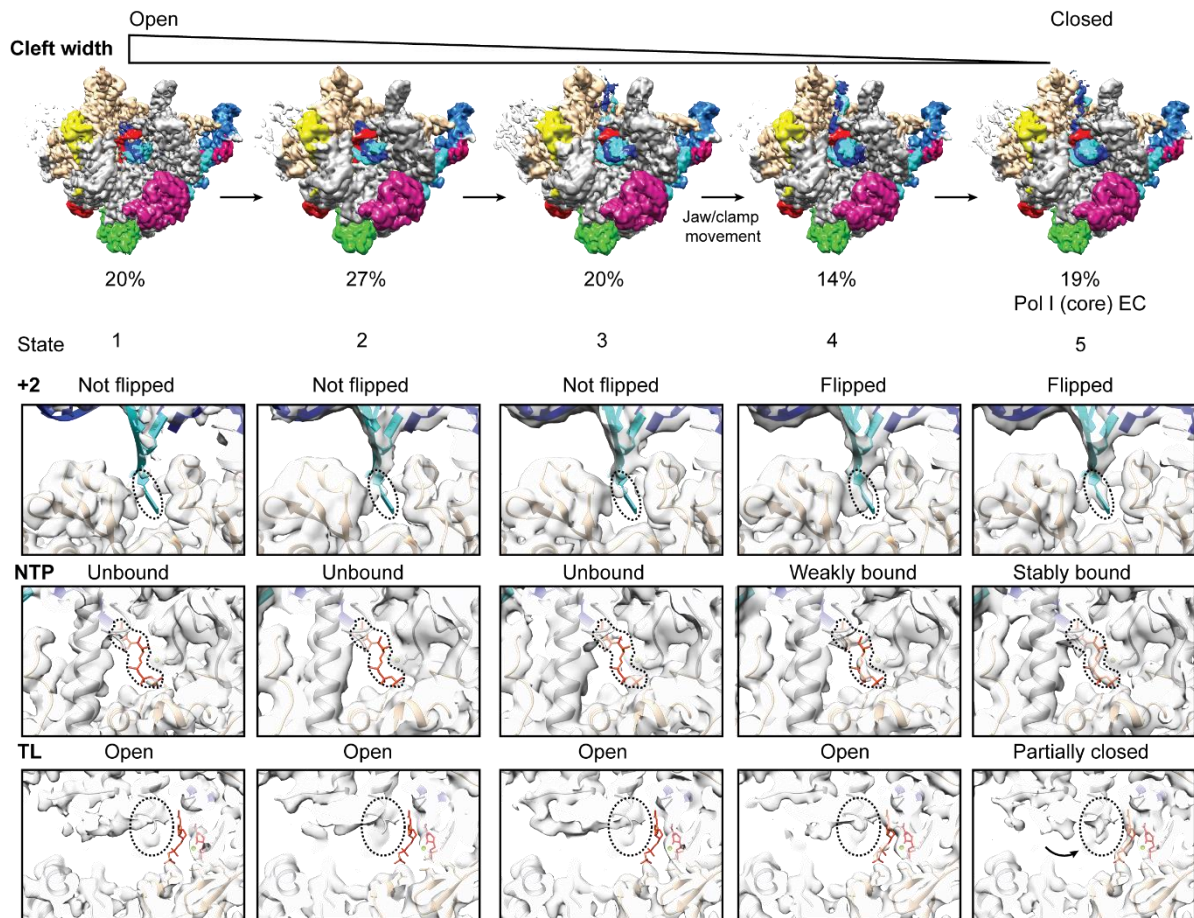 Open
Closed
Cleft width
Jaw/clamp
movement
20%
27%
20%
14%
19%
Pol I (core) EC
State
1
2
3
4
5
+2
Not flipped
Not flipped
Not flipped
Flipped
Flipped
NTP
Unbound
Unbound
Unbound
Weakly bound
Stably bound
TL
Open
Open
Open
Open
Partially closed